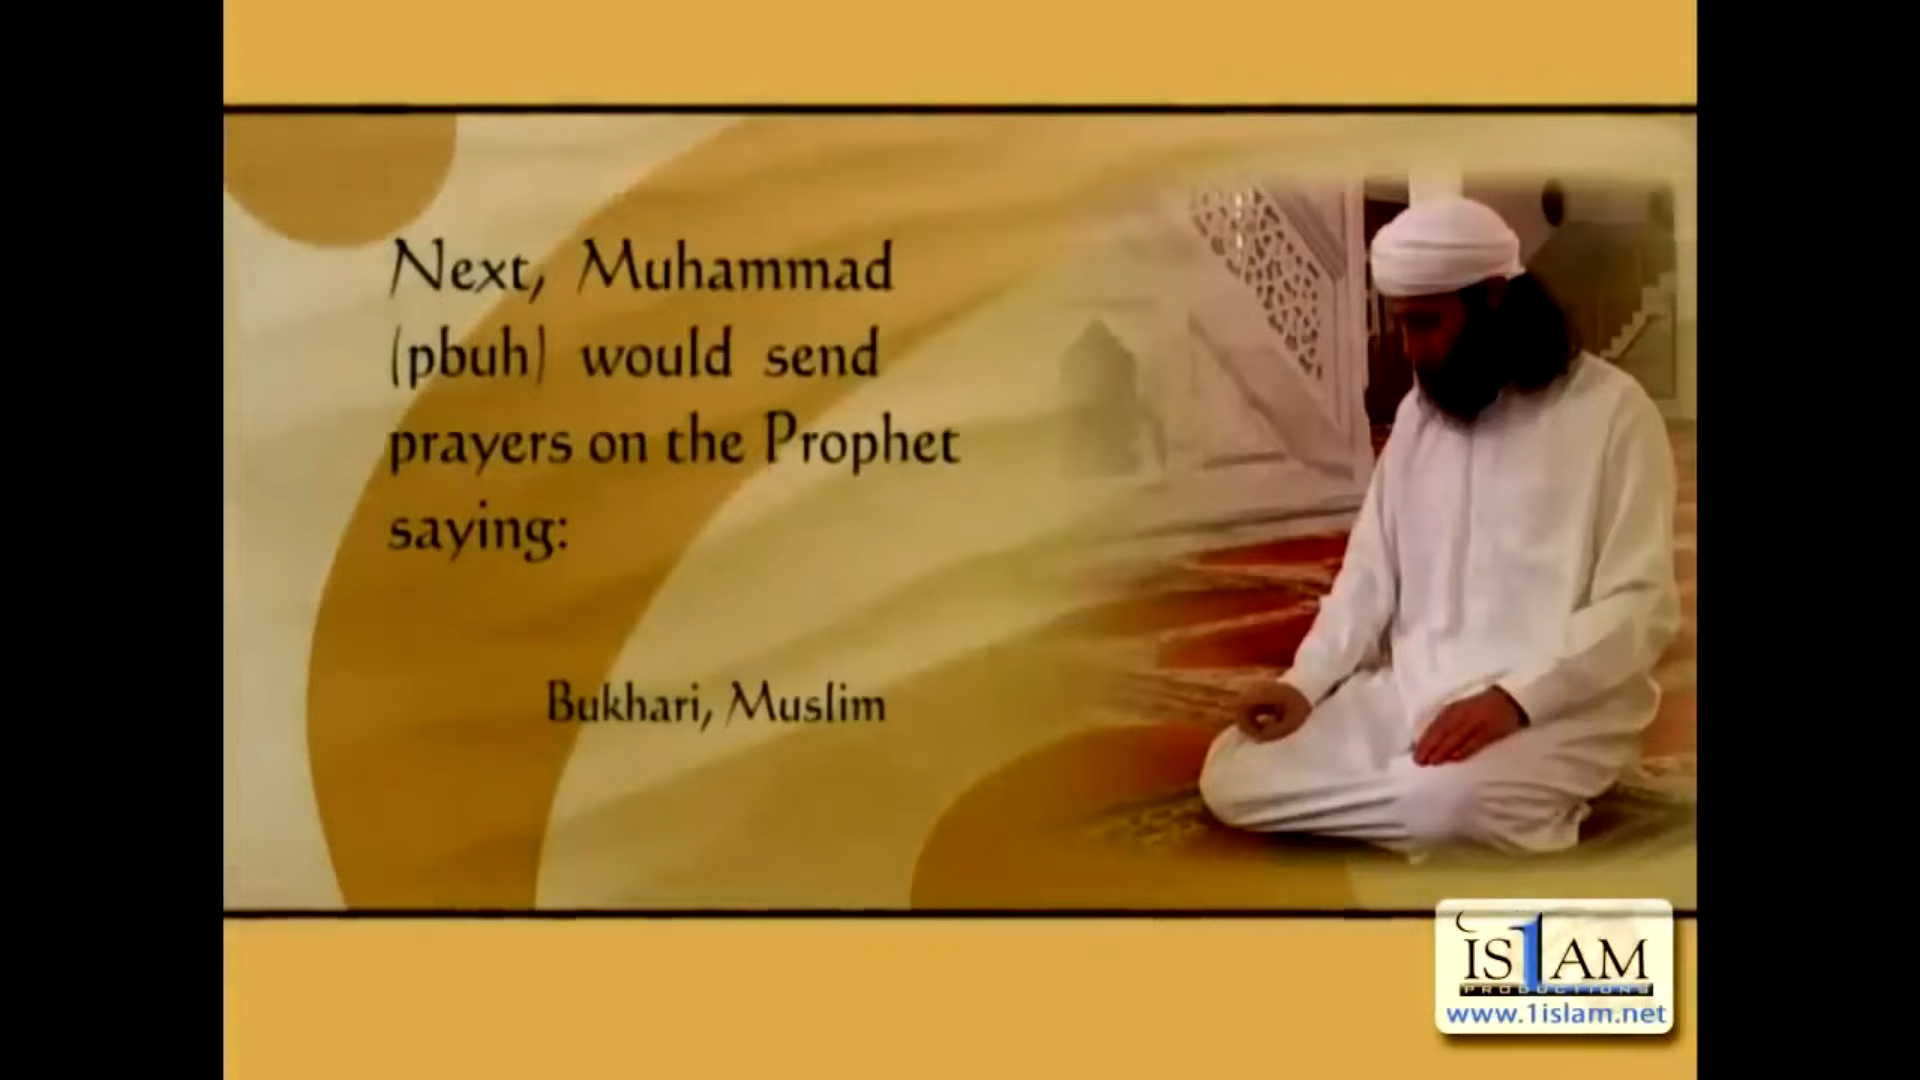 Next, Muhammad
(pbuh) would send
prayers on the Prophet
saying:
Bukhari, Muslim
IS1AM
PRODUCTIONS
www.1islam.net